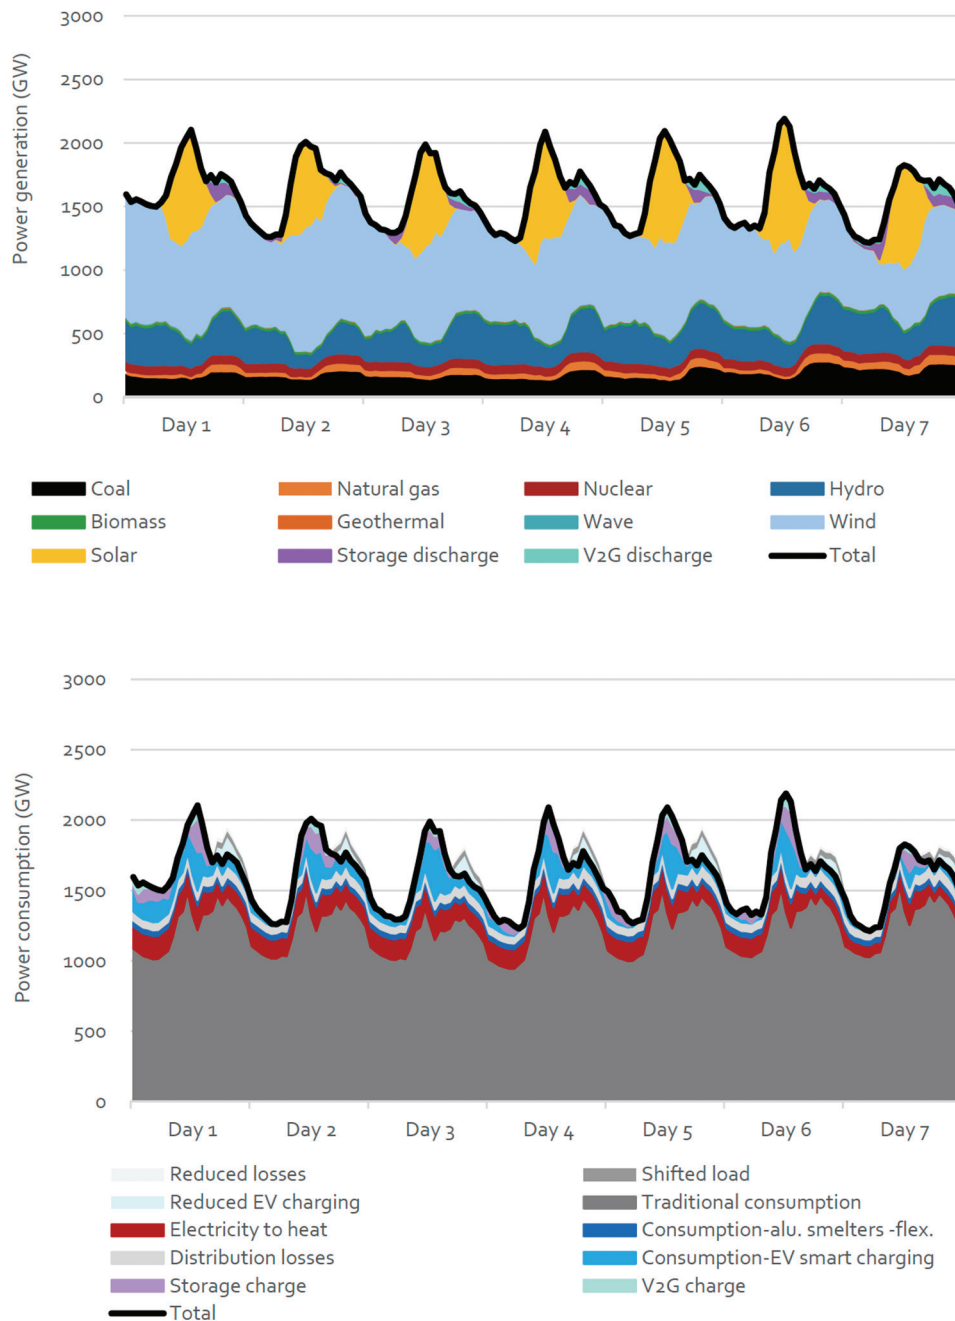 3000
2500
2000
1500
1000
500
0
Power generation (GW)
Day 1 Day 2 Day 3 Day 4 Day 5 Day 6 Day 7
Coal Natural gas Nuclear Hydro
Biomass Geothermal Wave Wind
Solar Storage discharge V2G discharge Total
3000
2500
2000
1500
1000
500
0
Power consumption (GW)
Day 1 Day 2 Day 3 Day 4 Day 5 Day 6 Day 7
Reduced losses Shifted load
Reduced EV charging Traditional consumption
Electricity to heat Consumption-alu. smelters -flex.
Distribution losses Consumption-EV smart charging
Storage charge V2G charge
Total